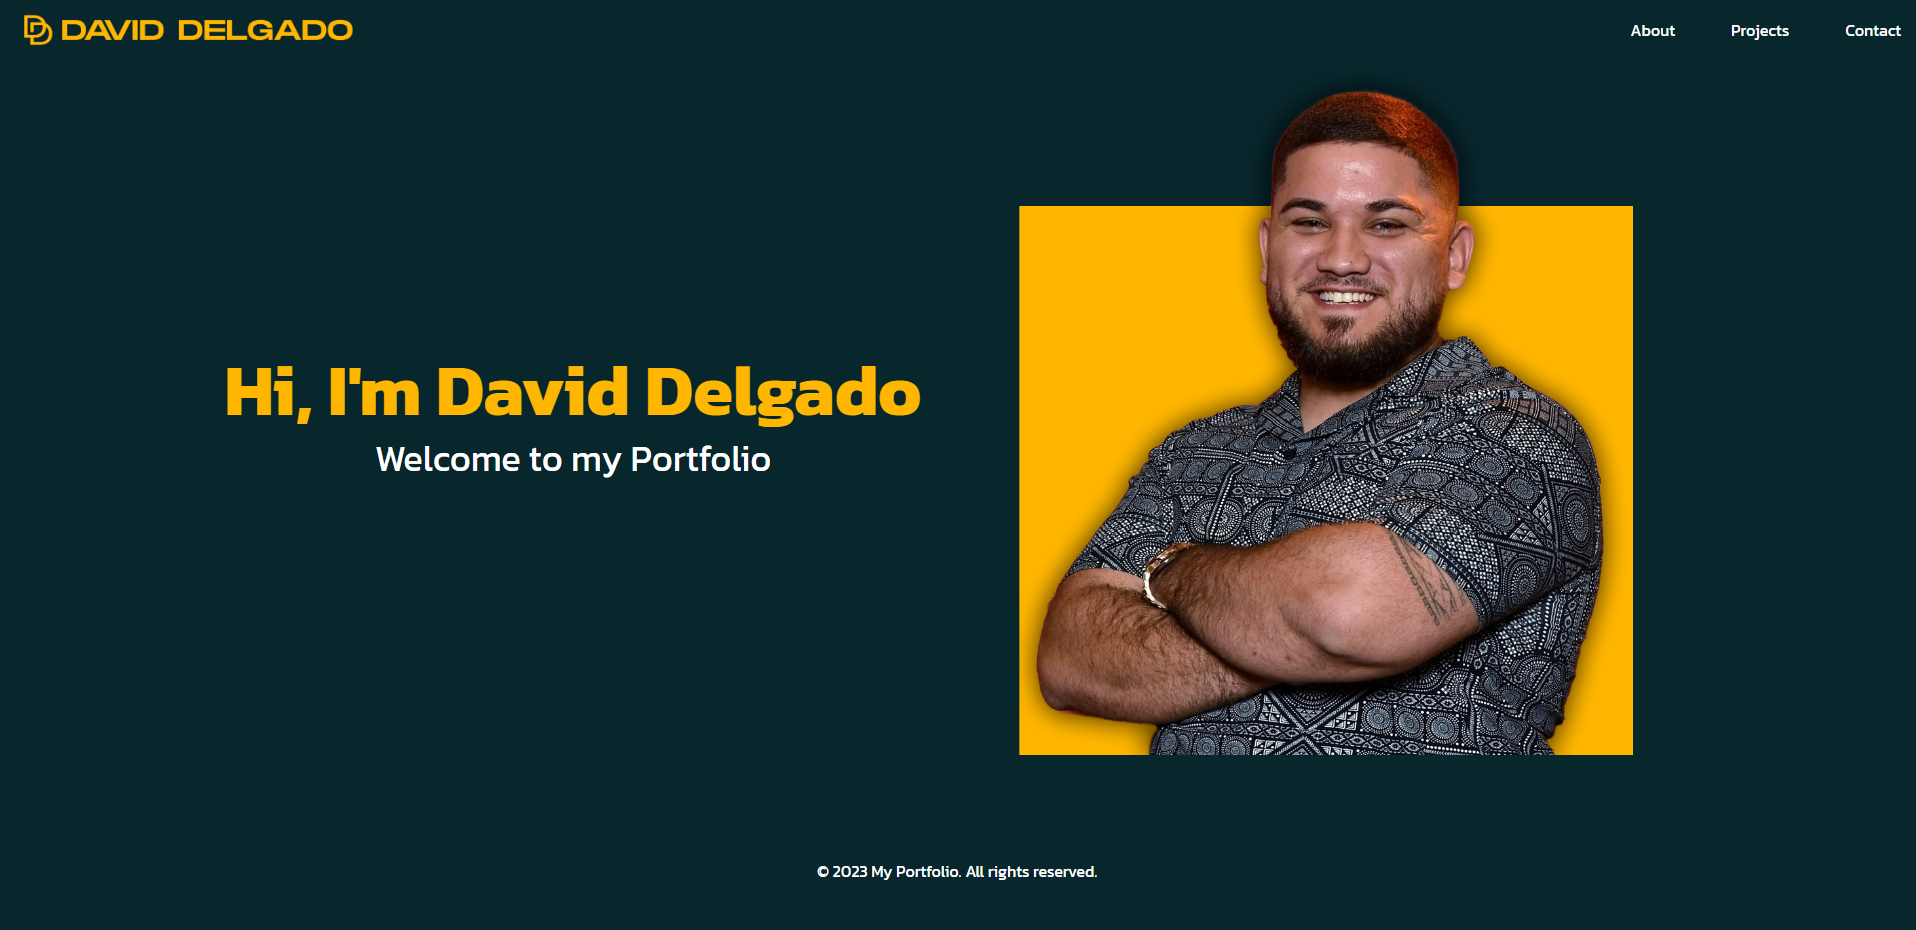 DAVID DELGADO
About
Projects
Contact
Hi, I'm David Delgado
Welcome to my Portfolio
© 2023 My Portfolio. All rights reserved.